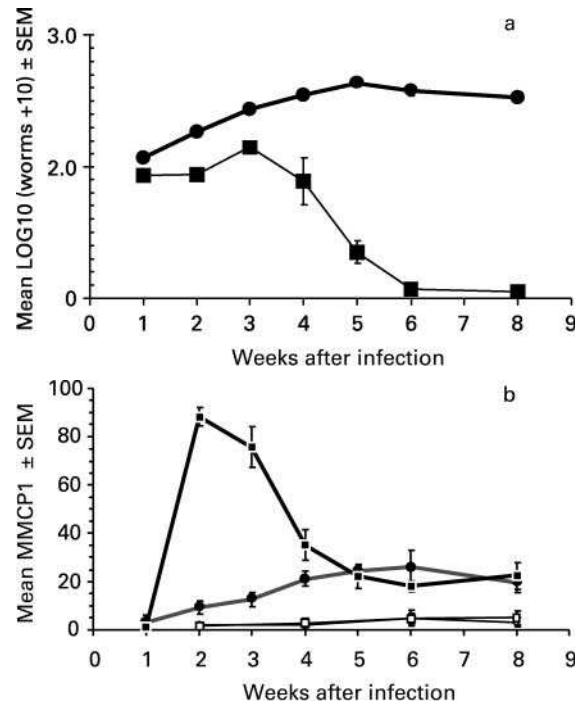 a
3.0
2.0
0
Mean LOG10 (worms +10) ± SEM
0 1 2 3 4 5 6 7 8 9
Weeks after infection
b
100
80
60
40
20
0
Mean MMCP1 ± SEM
0 1 2 3 4 5 6 7 8 9
Weeks after infection